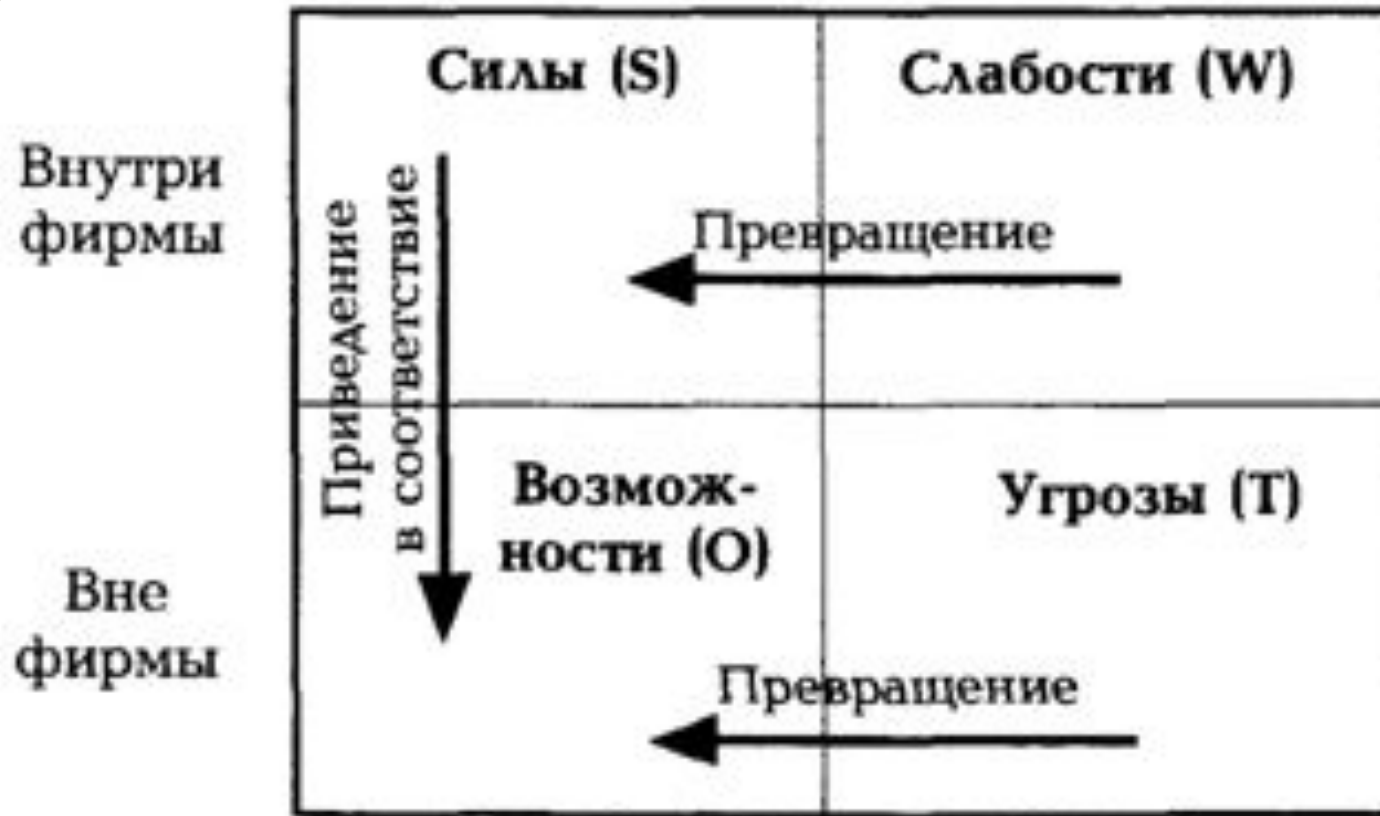 Силы (S)
Слабости (W)
Внутри
фирмы
Приведение
в соответствие
Превращение
Возмож-
ности (О)
Угрозы (Т)
Вне
фирмы
Превращение